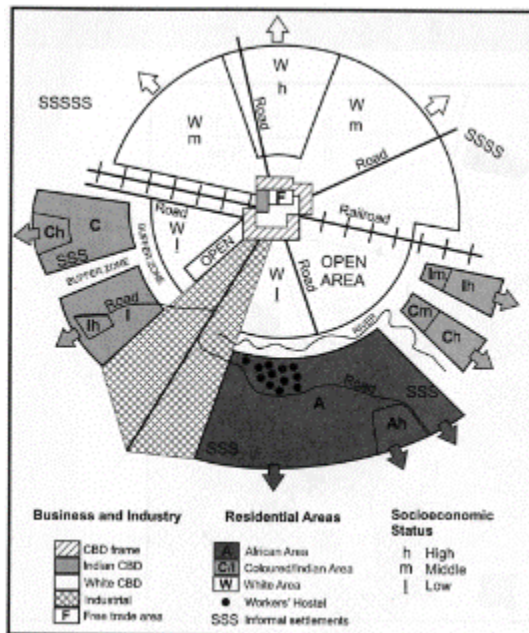 W
h
W
m
W
m
SSSSS
SSSS
Road
Road
F
Railroad
Road
W
l
OPEN
BUFFER ZONE
Ch
C
SSS
BUFFER ZONE
Road
Ih
I
W
l
Road
OPEN
AREA
RIVER
Im
Ih
Cm
Ch
Road
A
SSS
SSS
Ah
Business and Industry
CBD frame
Indian CBD
White CBD
Industrial
F Free trade area
Residential Areas
A African Area
C-I Coloured/Indian Area
W White Area
Workers' Hostel
SSS Informal settlements
Socioeconomic
Status
h High
m Middle
l Low